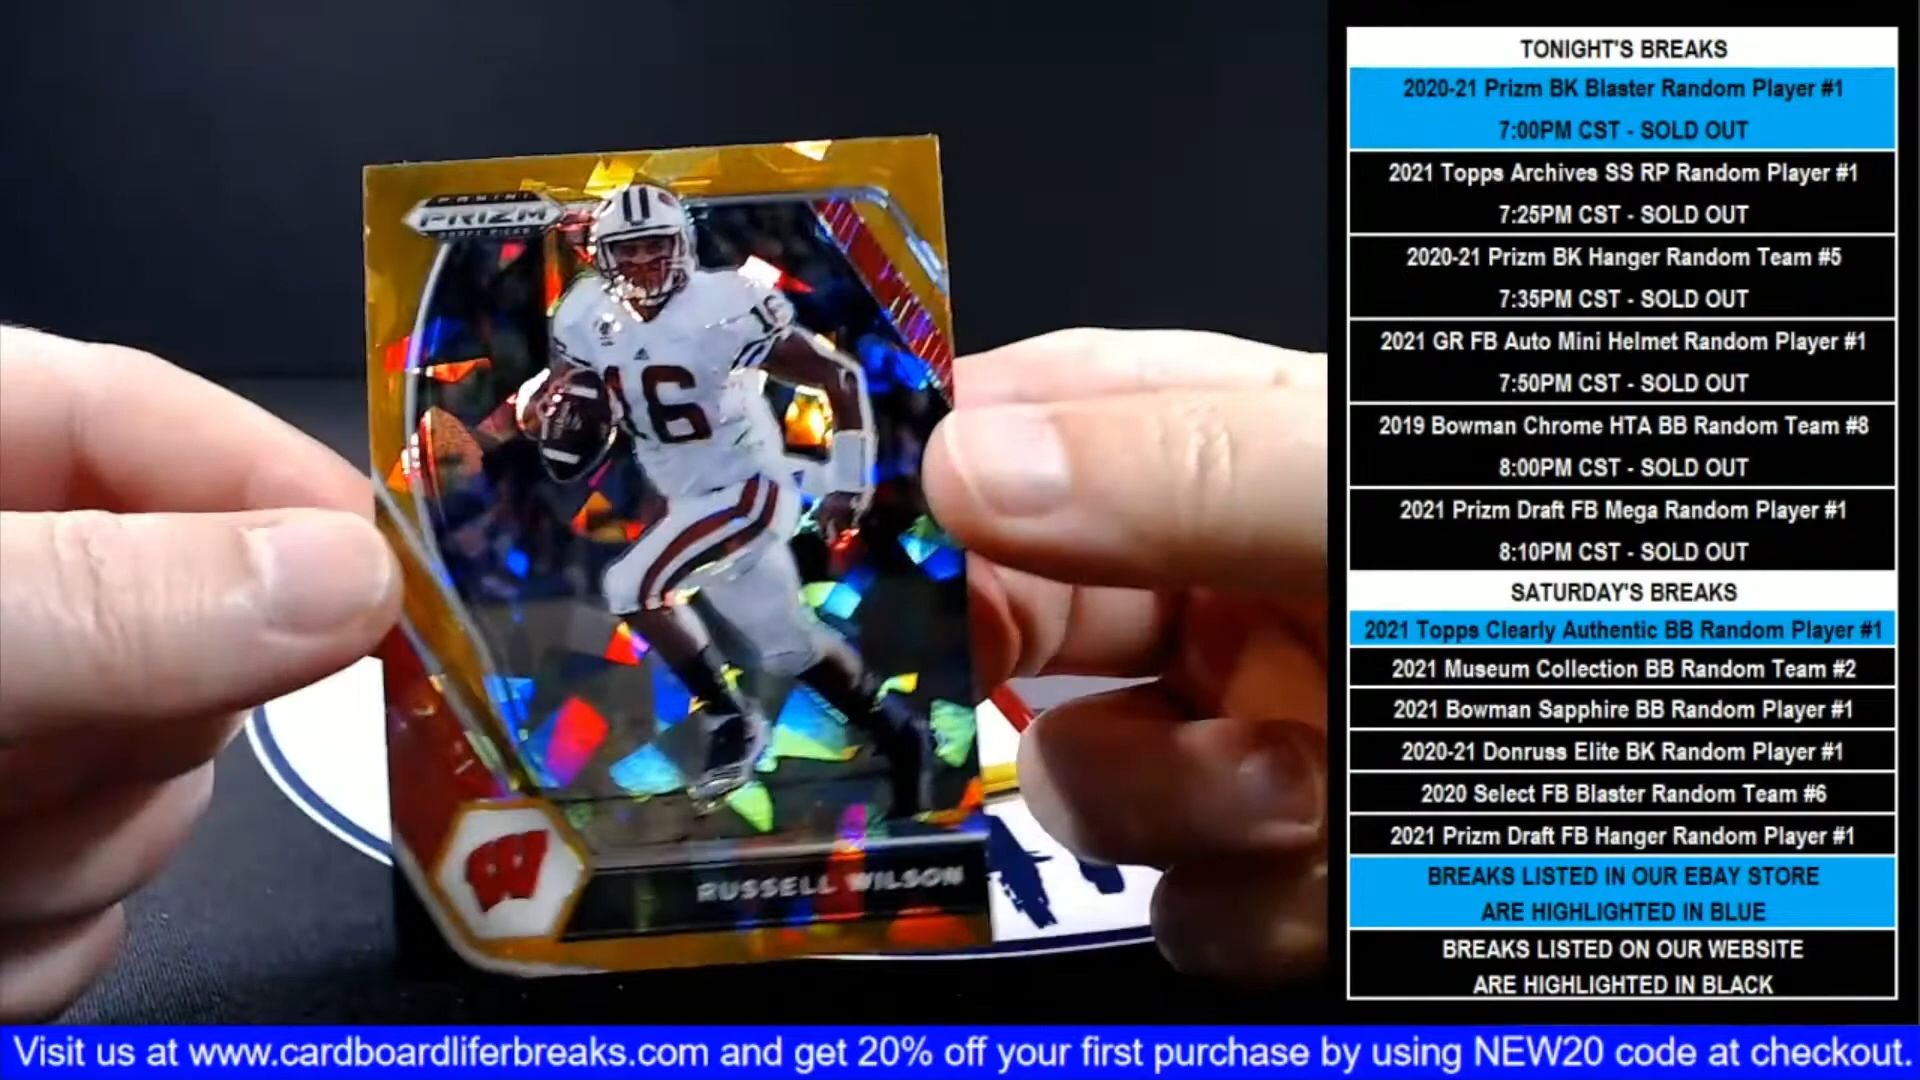 PANINI
PRIZM
DRAFT PICKS
16
16
W
RUSSELL WILSON
TONIGHT'S BREAKS
2020-21 Prizm BK Blaster Random Player #1
7:00PM CST - SOLD OUT
2021 Topps Archives SS RP Random Player #1
7:25PM CST - SOLD OUT
2020-21 Prizm BK Hanger Random Team #5
7:35PM CST - SOLD OUT
2021 GR FB Auto Mini Helmet Random Player #1
7:50PM CST - SOLD OUT
2019 Bowman Chrome HTA BB Random Team #8
8:00PM CST - SOLD OUT
2021 Prizm Draft FB Mega Random Player #1
8:10PM CST - SOLD OUT
SATURDAY'S BREAKS
2021 Topps Clearly Authentic BB Random Player #1
2021 Museum Collection BB Random Team #2
2021 Bowman Sapphire BB Random Player #1
2020-21 Donruss Elite BK Random Player #1
2020 Select FB Blaster Random Team #6
2021 Prizm Draft FB Hanger Random Player #1
BREAKS LISTED IN OUR EBAY STORE
ARE HIGHLIGHTED IN BLUE
BREAKS LISTED ON OUR WEBSITE
ARE HIGHLIGHTED IN BLACK
Visit us at www.cardboardliferbreaks.com and get 20% off your first purchase by using NEW20 code at checkout.